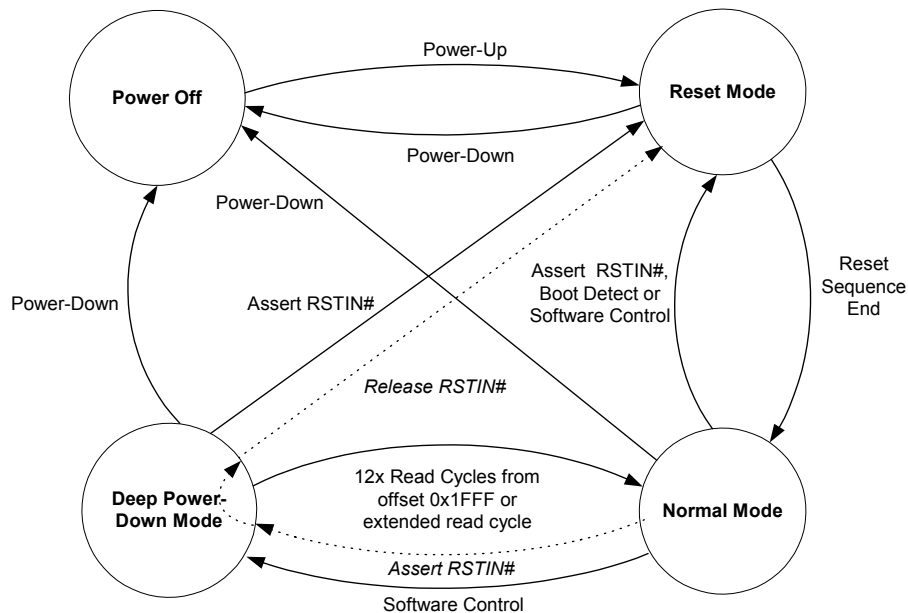 Power-Up
Power Off
Reset Mode
Power-Down
Power-Down
Assert RSTIN#,
Boot Detect or
Software Control
Reset
Sequence
End
Power-Down
Assert RSTIN#
Release RSTIN#
12x Read Cycles from
offset 0x1FFF or
extended read cycle
Deep Power-
Down Mode
Normal Mode
Assert RSTIN#
Software Control